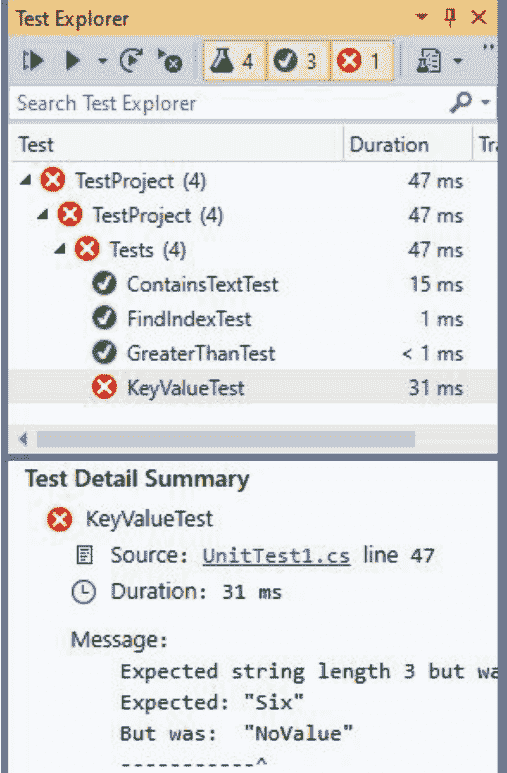 Test Explorer
4 3 1
Search Test Explorer
Test Duration
TestProject (4) 47 ms
TestProject (4) 47 ms
Tests (4) 47 ms
ContainsTextTest 15 ms
FindIndexTest 1 ms
GreaterThanTest < 1 ms
KeyValueTest 31 ms
Test Detail Summary
KeyValueTest
Source: UnitTest1.cs line 47
Duration: 31 ms
Message:
Expected string length 3 but
Expected: "Six"
But was: "NoValue"
-----------^